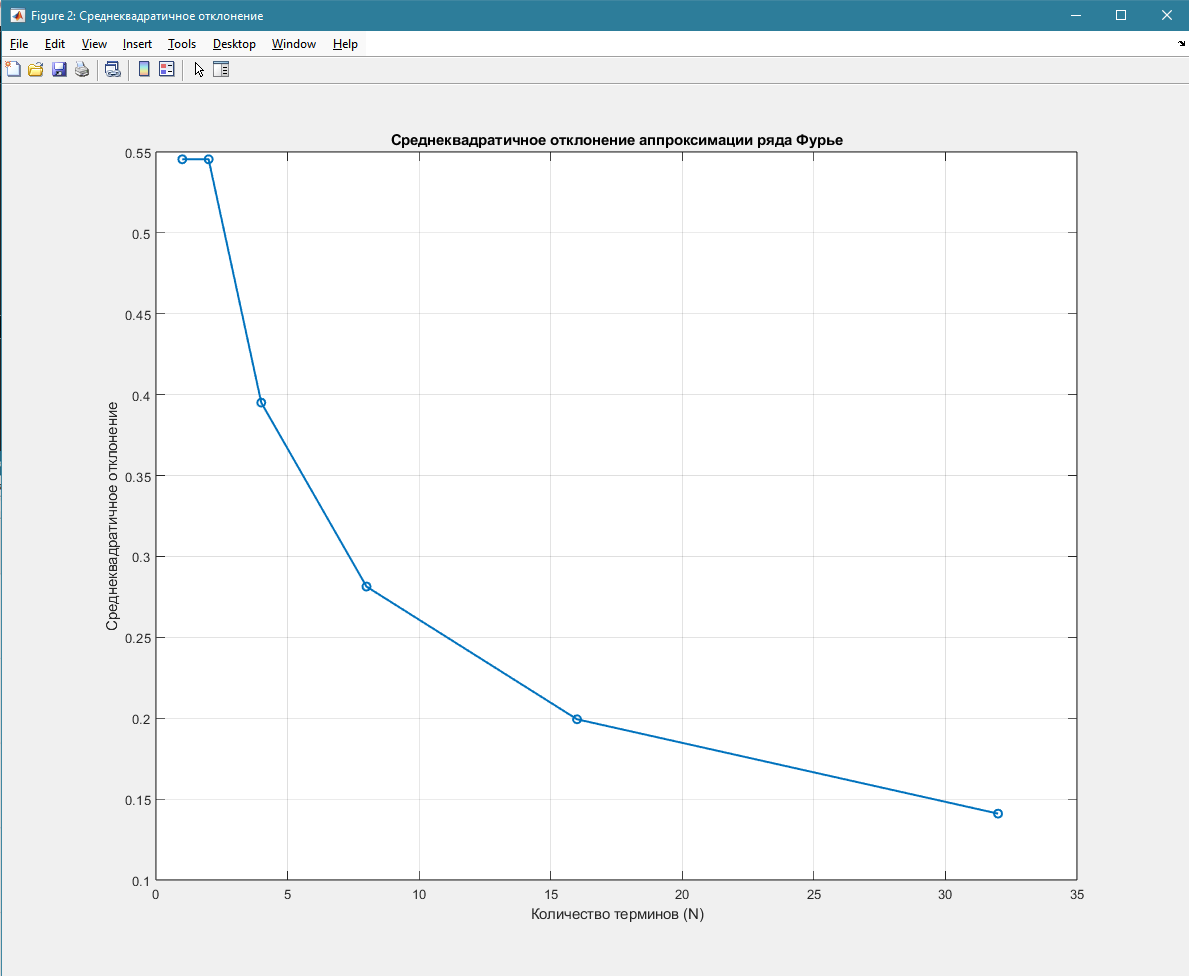 Figure 2: Среднеквадратичное отклонение
File Edit View Insert Tools Desktop Window Help
Среднеквадратичное отклонение аппроксимации ряда Фурье
0.55
0.5
0.45
0.4
0.35
0.3
0.25
0.2
0.15
0.1
Среднеквадратичное отклонение
0 5 10 15 20 25 30 35
Количество терминов (N)